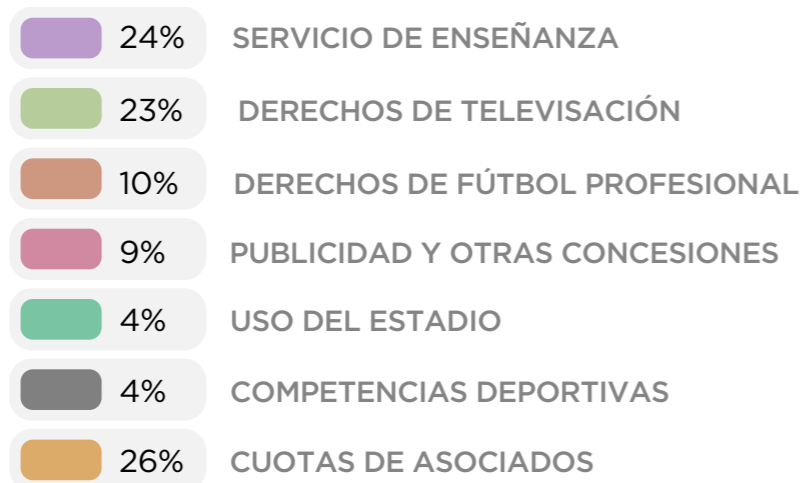 24% SERVICIO DE ENSEÑANZA
23% DERECHOS DE TELEVISACIÓN
10% DERECHOS DE FÚTBOL PROFESIONAL
9% PUBLICIDAD Y OTRAS CONCESIONES
4% USO DEL ESTADIO
4% COMPETENCIAS DEPORTIVAS
26% CUOTAS DE ASOCIADOS